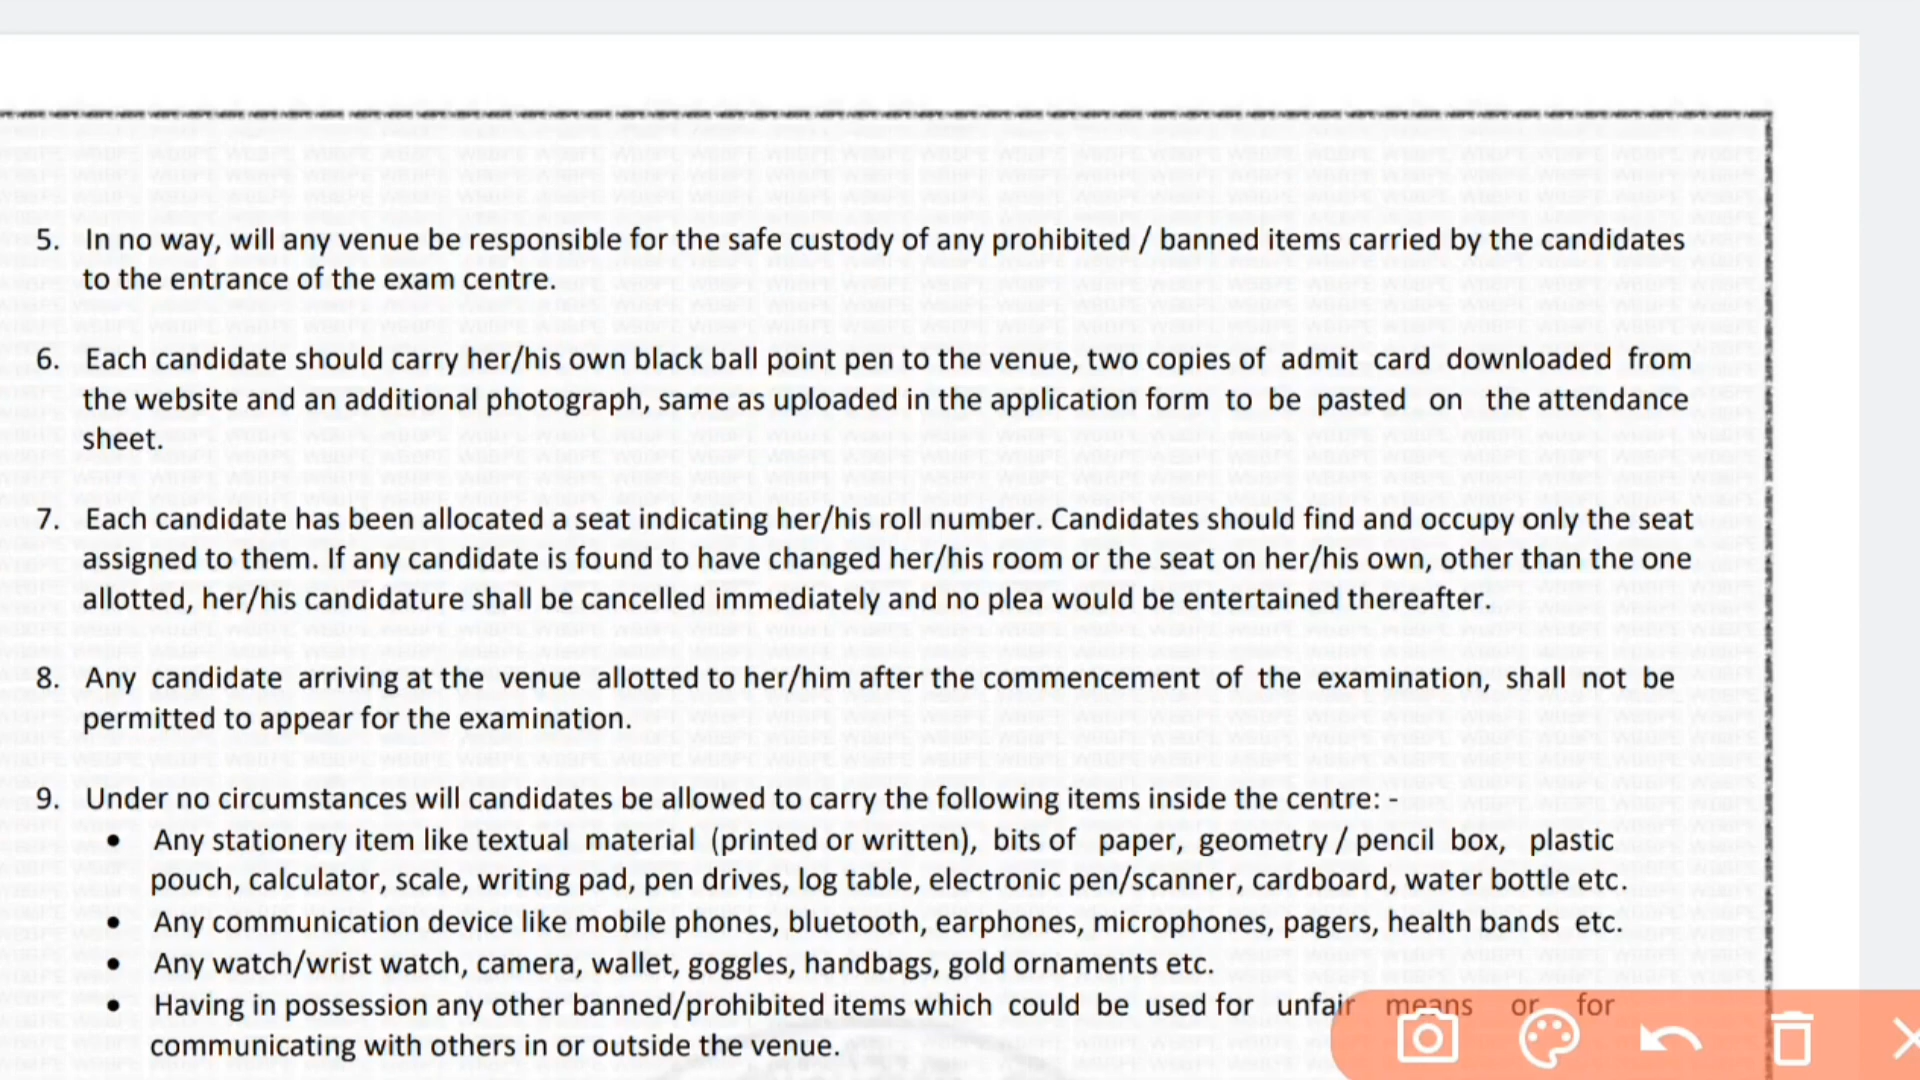 5. In no way, will any venue be responsible for the safe custody of any prohibited / banned items carried by the candidates
to the entrance of the exam centre.
6. Each candidate should carry her/his own black ball point pen to the venue, two copies of admit card downloaded from
the website and an additional photograph, same as uploaded in the application form to be pasted on the attendance
sheet.
7. Each candidate has been allocated a seat indicating her/his roll number. Candidates should find and occupy only the seat
assigned to them. If any candidate is found to have changed her/his room or the seat on her/his own, other than the one
allotted, her/his candidature shall be cancelled immediately and no plea would be entertained thereafter.
8. Any candidate arriving at the venue allotted to her/him after the commencement of the examination, shall not be
permitted to appear for the examination.
9. Under no circumstances will candidates be allowed to carry the following items inside the centre: -
• Any stationery item like textual material (printed or written), bits of paper, geometry / pencil box, plastic
pouch, calculator, scale, writing pad, pen drives, log table, electronic pen/scanner, cardboard, water bottle etc.
• Any communication device like mobile phones, bluetooth, earphones, microphones, pagers, health bands etc.
• Any watch/wrist watch, camera, wallet, goggles, handbags, gold ornaments etc.
• Having in possession any other banned/prohibited items which could be used for unfair means or for
communicating with others in or outside the venue.